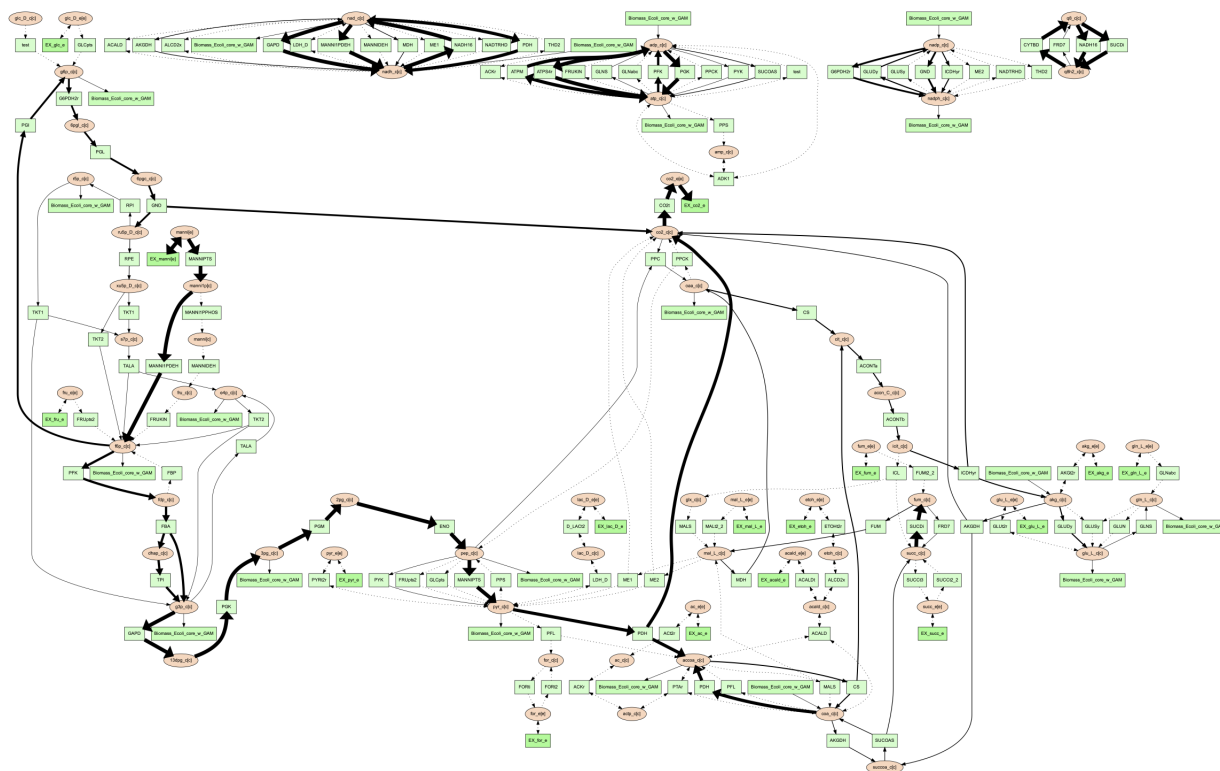 glc_D_c[c]
glc_D_e[e]
nad_c[c]
Biomass_Ecoli_core_w_GAM
q8_c[c]
test
EX_glc_e
GLCpts
ACALD
AKGDH
ALCD2x
Biomass_Ecoli_core_w_GAM
GAPD
LDH_D
MANNI1PDEH
MANNIDEH
MDH
ME1
NADH16
NADTRHD
PDH
THD2
Biomass_Ecoli_core_w_GAM
adp_c[c]
nadp_c[c]
CYTBD
FRD7
NADH16
SUCDi
g6p_c[c]
nadh_c[c]
ACKr
ATPM
ATPS4r
FRUKIN
GLNS
GLNabc
PFK
PGK
PPCK
PYK
SUCOAS
test
G6PDH2r
GLUDy
GLUSy
GND
ICDHyr
ME2
NADTRHD
THD2
q8h2_c[c]
G6PDH2r
Biomass_Ecoli_core_w_GAM
atp_c[c]
nadph_c[c]
PGI
6pgl_c[c]
Biomass_Ecoli_core_w_GAM
PPS
Biomass_Ecoli_core_w_GAM
PGL
amp_c[c]
r5p_c[c]
6pgc_c[c]
co2_e[e]
ADK1
Biomass_Ecoli_core_w_GAM
RPI
GND
CO2t
EX_co2_e
ru5p_D_c[c]
manni[e]
co2_c[c]
RPE
EX_manni[e]
MANNIPTS
PPC
PPCK
xu5p_D_c[c]
manni1p[c]
oaa_c[c]
TKT1
TKT1
MANNI1PPHOS
Biomass_Ecoli_core_w_GAM
CS
TKT2
s7p_c[c]
manni[c]
cit_c[c]
TALA
MANNI1PDEH
MANNIDEH
ACONTa
fru_e[e]
fru_c[c]
e4p_c[c]
acon_C_c[c]
EX_fru_e
FRUpts2
FRUKIN
Biomass_Ecoli_core_w_GAM
TKT2
ACONTb
f6p_c[c]
TALA
fum_e[e]
icit_c[c]
akg_e[e]
gln_L_e[e]
PFK
Biomass_Ecoli_core_w_GAM
FBP
2pg_c[c]
EX_fum_e
ICL
FUMt2_2
ICDHyr
Biomass_Ecoli_core_w_GAM
AKGt2r
EX_akg_e
EX_gln_L_e
GLNabc
fdp_c[c]
lac_D_e[e]
glx_c[c]
mal_L_e[e]
etoh_e[e]
fum_c[c]
glu_L_e[e]
akg_c[c]
gln_L_c[c]
FBA
PGM
ENO
D_LACt2
EX_lac_D_e
MALS
MALt2_2
EX_mal_L_e
EX_etoh_e
ETOHt2r
SUCDi
FUM
FRD7
AKGDH
GLUt2r
EX_glu_L_e
GLUDy
GLUSy
GLUN
GLNS
Biomass_Ecoli_core_w_GAM
dhap_c[c]
3pg_c[c]
pyr_e[e]
pep_c[c]
lac_D_c[c]
mal_L_c[c]
acald_e[e]
etoh_c[c]
succ_c[c]
glu_L_c[c]
TPI
Biomass_Ecoli_core_w_GAM
PYRt2r
EX_pyr_e
PYK
FRUpts2
GLCpts
MANNIPTS
PPS
Biomass_Ecoli_core_w_GAM
LDH_D
ME1
ME2
MDH
EX_acald_e
ACALDt
ALCD2x
SUCCt3
SUCCt2_2
Biomass_Ecoli_core_w_GAM
g3p_c[c]
PGK
pyr_c[c]
ac_e[e]
acald_c[c]
succ_e[e]
GAPD
Biomass_Ecoli_core_w_GAM
Biomass_Ecoli_core_w_GAM
PFL
PDH
ACt2r
EX_ac_e
ACALD
EX_succ_e
13dpg_c[c]
for_c[c]
ac_c[c]
accoa_c[c]
FORti
FORt2
ACKr
Biomass_Ecoli_core_w_GAM
PTAr
PDH
PFL
Biomass_Ecoli_core_w_GAM
MALS
CS
for_e[e]
actp_c[c]
coa_c[c]
EX_for_e
AKGDH
SUCOAS
succoa_c[c]